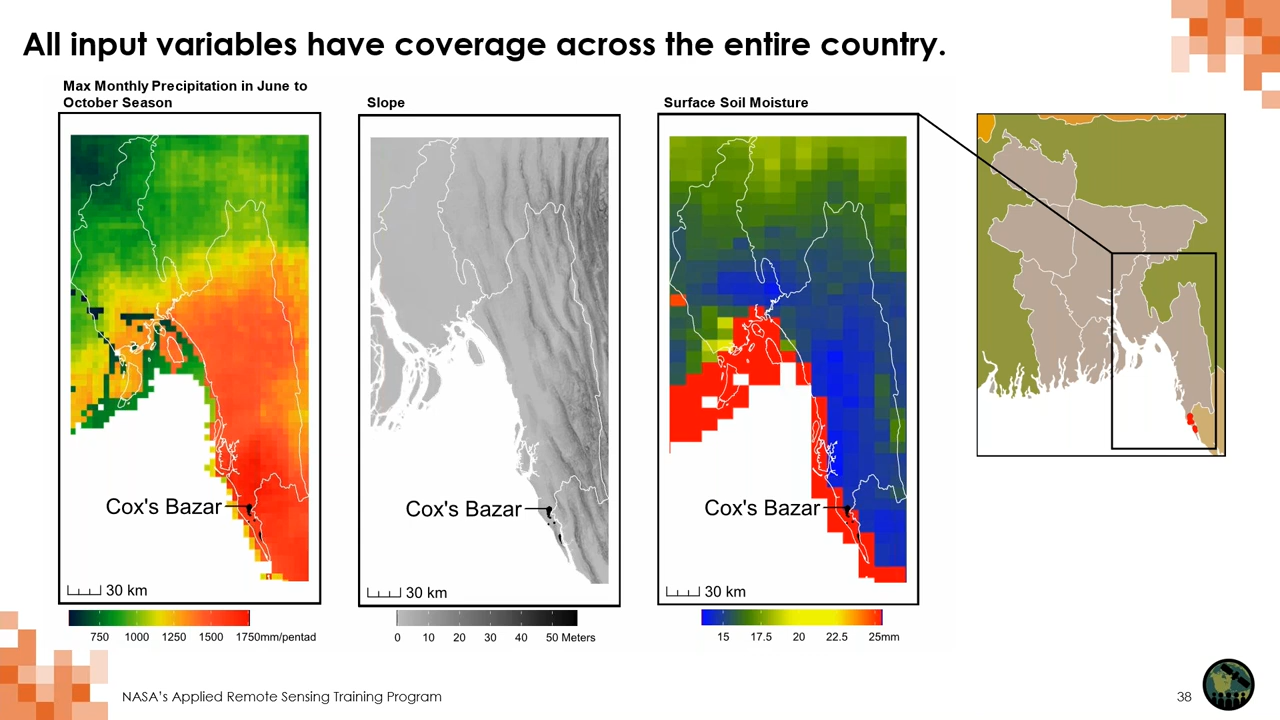 All input variables have coverage across the entire country.
Max Monthly Precipitation in June to
October Season
Slope
Surface Soil Moisture
Cox's Bazar
Cox's Bazar
Cox's Bazar
30 km
30 km
30 km
750 1000 1250 1500 1750mm/pentad
0 10 20 30 40 50 Meters
15 17.5 20 22.5 25mm
NASA's Applied Remote Sensing Training Program
38